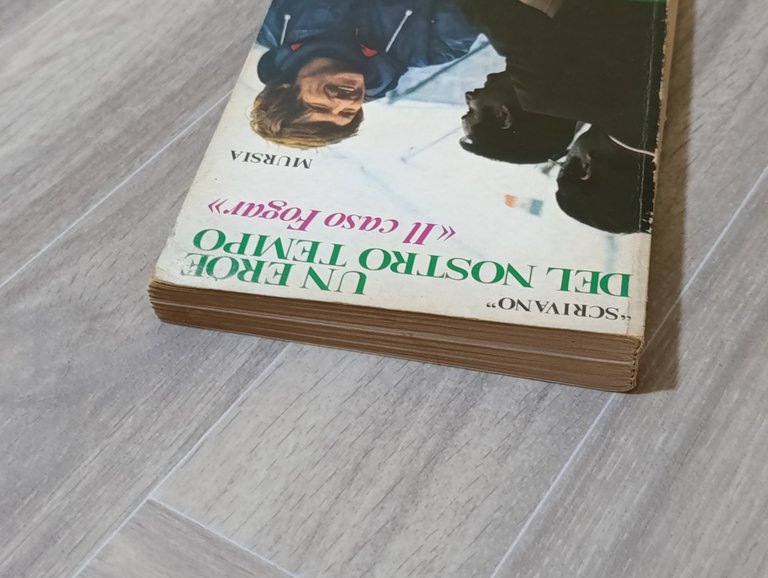 “SCRIVANO”
UN EROE
DEL NOSTRO TEMPO
«Il caso Fogar»
MURSIA